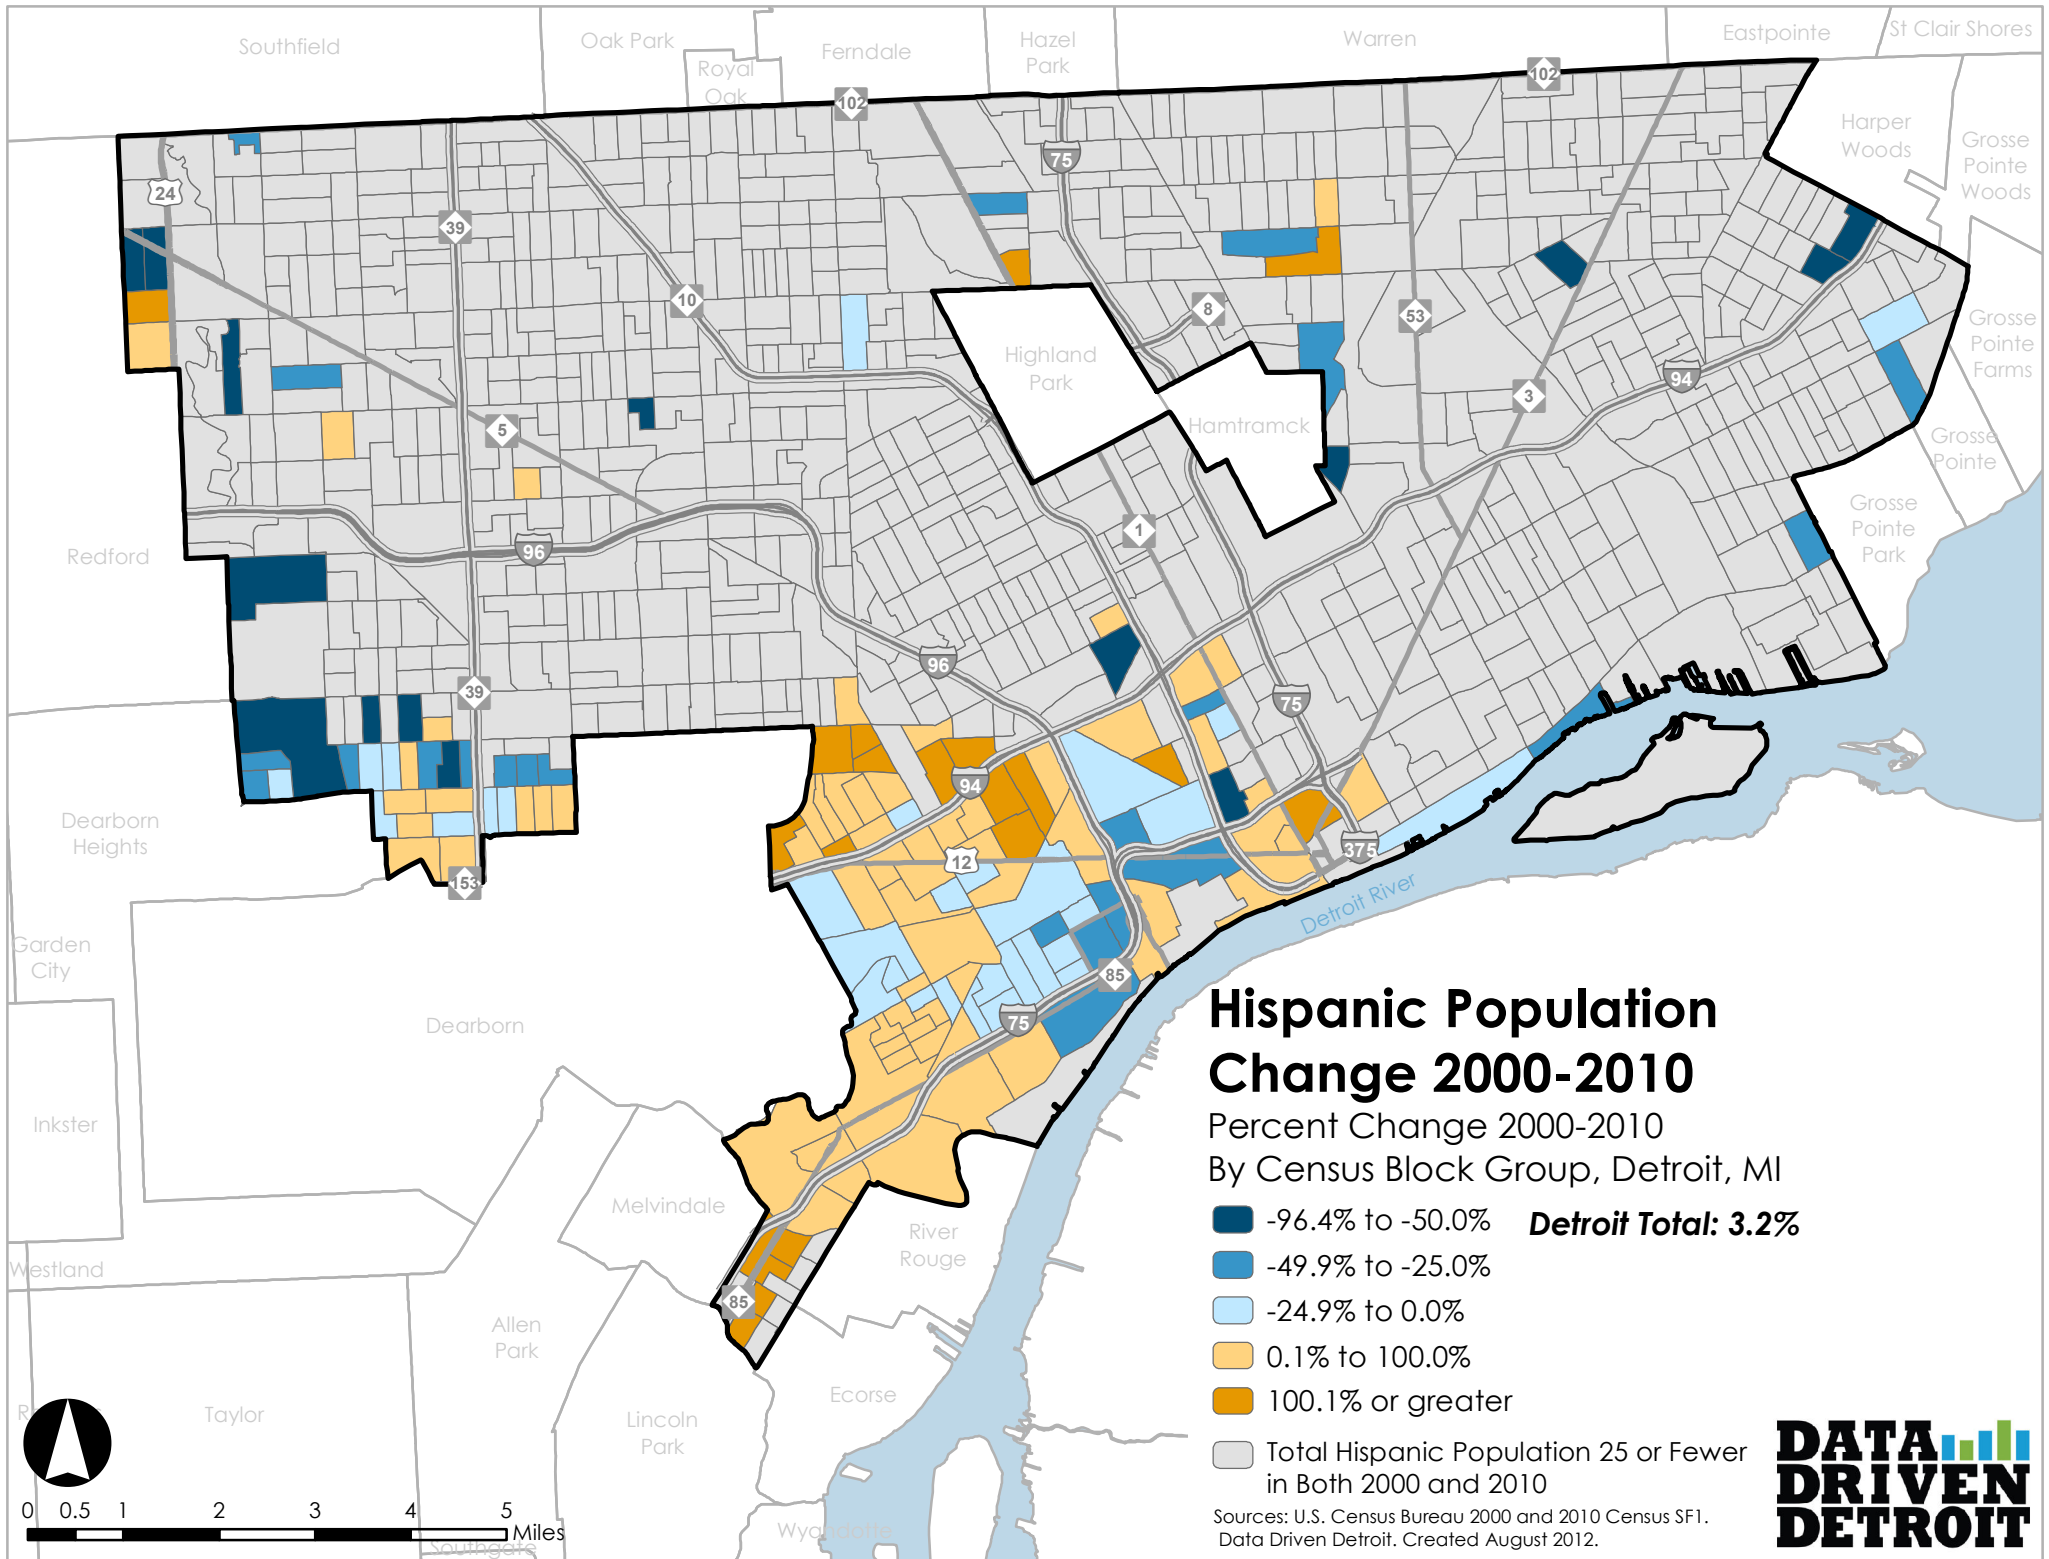 Southfield
Oak Park
Royal
Oak
Ferndale
Hazel
Park
Warren
Eastpointe
St Clair Shores
102
102
Harper
Woods
Grosse
Pointe
Woods
75
24
39
10
8
53
Highland
Park
Grosse
Pointe
Farms
94
3
Hamtramck
5
Grosse
Pointe
1
Grosse
Pointe
Park
96
Redford
96
39
75
94
Dearborn
Heights
12
375
153
Detroit River
Garden
City
85
75
Dearborn
Inkster
Melvindale
River
Rouge
Westland
85
Allen
Park
Ecorse
Taylor
Lincoln
Park
Wyandotte
Southgate
Hispanic Population
Change 2000-2010
Percent Change 2000-2010
By Census Block Group, Detroit, MI
-96.4% to -50.0%
Detroit Total: 3.2%
-49.9% to -25.0%
-24.9% to 0.0%
0.1% to 100.0%
100.1% or greater
Total Hispanic Population 25 or Fewer
in Both 2000 and 2010
Sources: U.S. Census Bureau 2000 and 2010 Census SF1.
Data Driven Detroit. Created August 2012.
0 0.5 1 2 3 4 5
Miles
DATA
DRIVEN
DETROIT